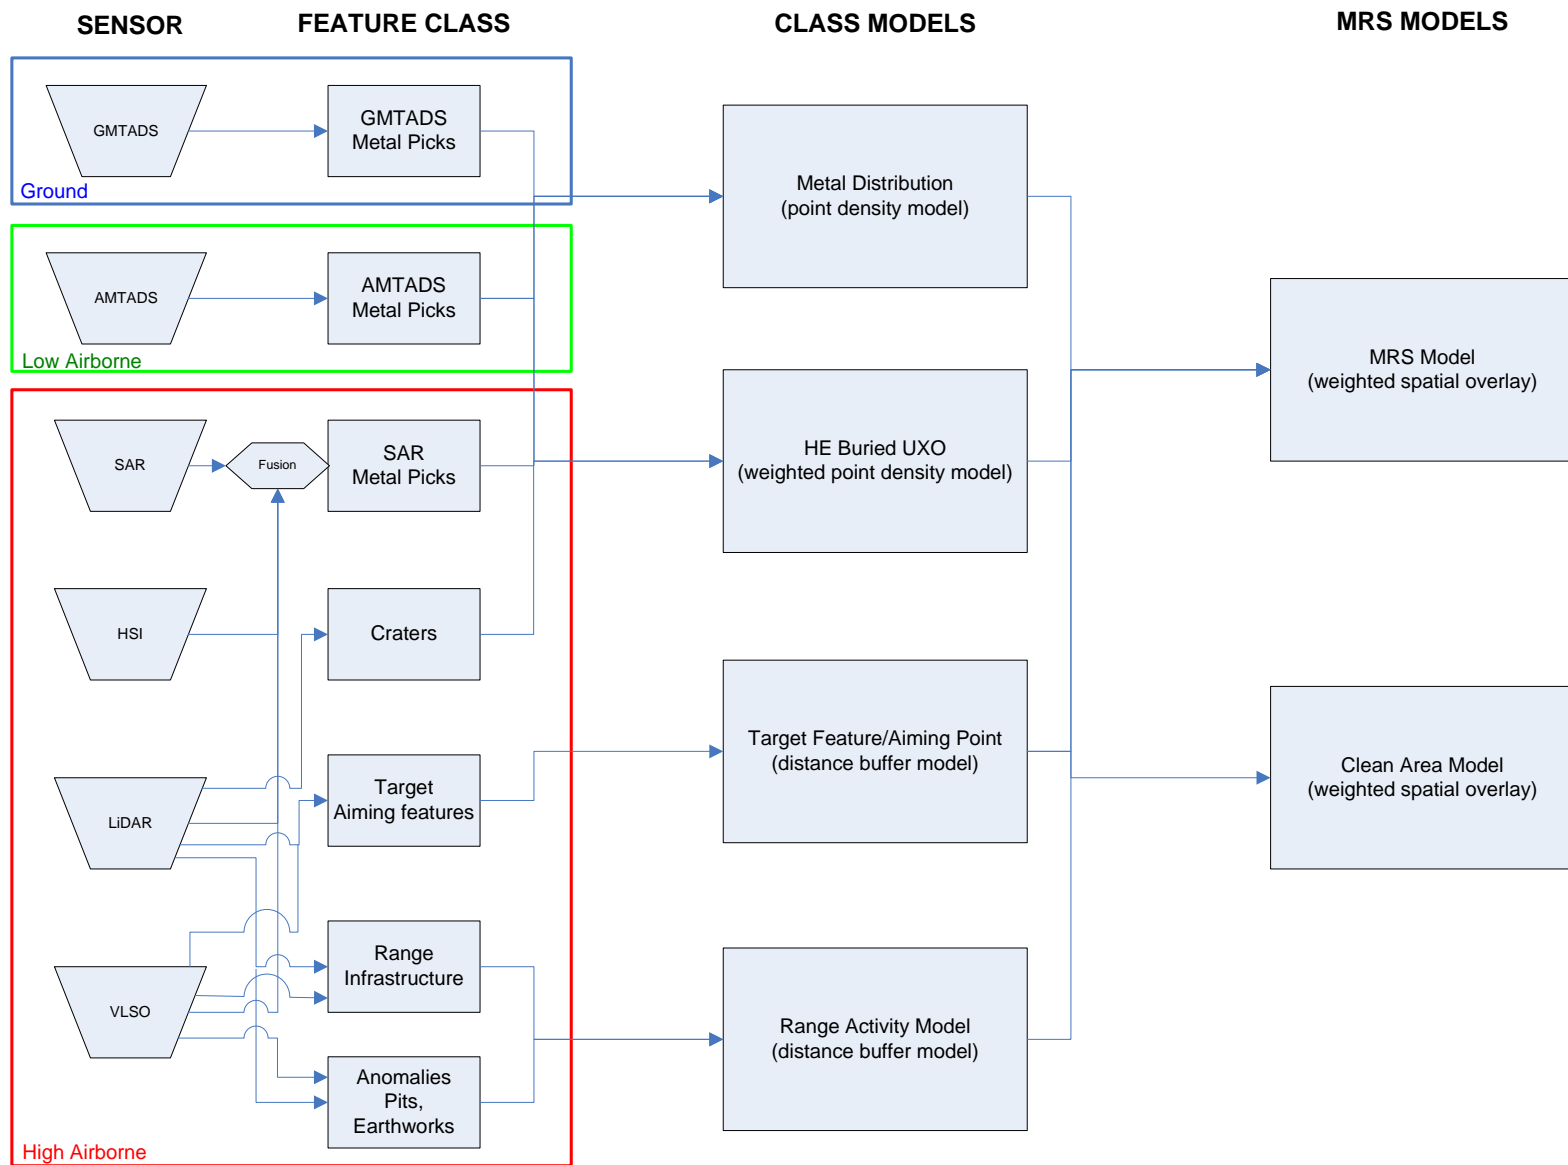 SENSOR
FEATURE CLASS
CLASS MODELS
MRS MODELS
GMTADS
GMTADS
Metal Picks
Ground
Metal Distribution
(point density model)
AMTADS
AMTADS
Metal Picks
Low Airborne
MRS Model
(weighted spatial overlay)
SAR
Fusion
SAR
Metal Picks
HE Buried UXO
(weighted point density model)
HSI
Craters
LiDAR
Target
Aiming features
Target Feature/Aiming Point
(distance buffer model)
Clean Area Model
(weighted spatial overlay)
VLSO
Range
Infrastructure
Range Activity Model
(distance buffer model)
Anomalies
Pits,
Earthworks
High Airborne